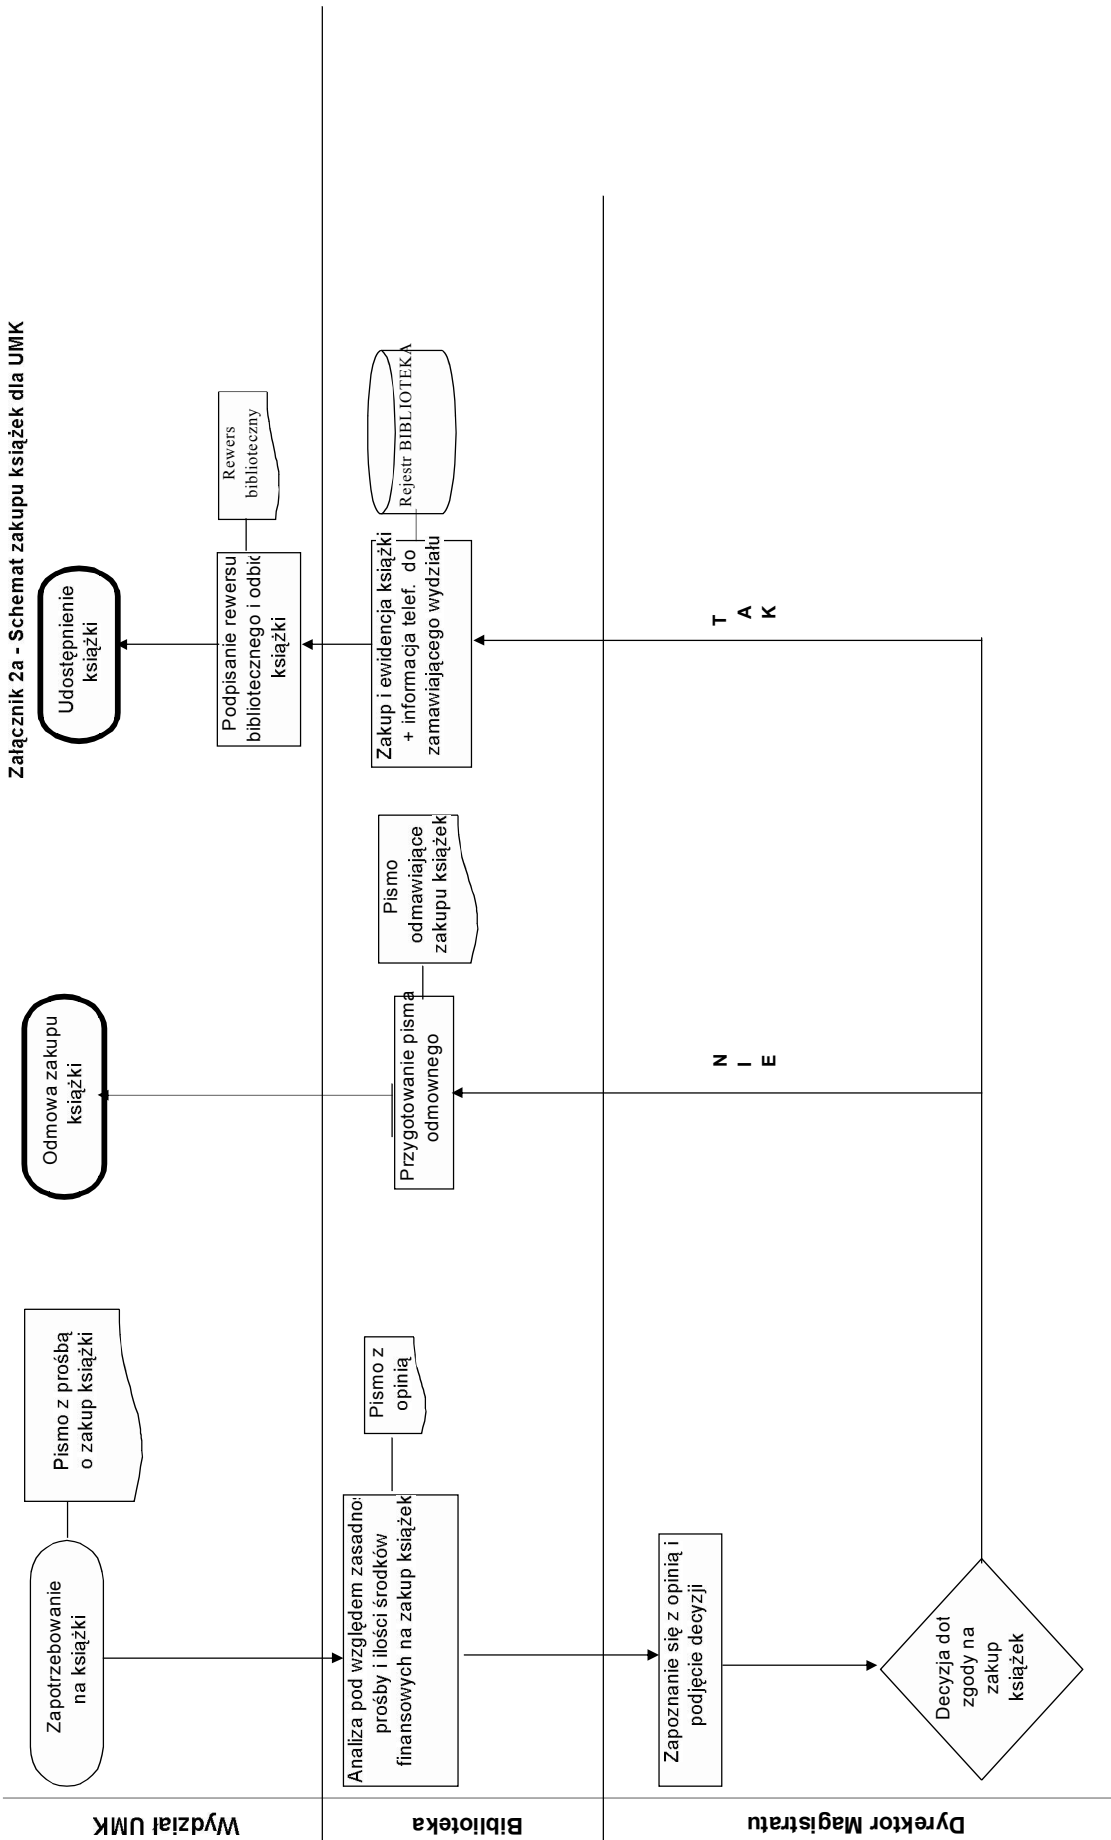 Załącznik 2a - Schemat zakupu książek dla UMK
Wydział UMK
Zapotrzebowanie
na książki
Pismo z prośbą
o zakup książki
Odmowa zakupu
książki
Udostępnienie
książki
Podpisanie rewersu
bibliotecznego i odbio
książki
Rewers
biblioteczny
Biblioteka
Analiza pod względem zasadnoś
prośby i ilości środków
finansowych na zakup książek
Pismo z
opinią
Przygotowanie pisma
odmownego
Pismo
odmawiające
zakupu książek
Zakup i ewidencja książki
+ informacja telef. do
zamawiającego wydziału
Rejestr BIBLIOTEKA
Dyrektor Magistratu
Zapoznanie się z opinią i
podjęcie decyzji
Decyzja dot
zgody na
zakup
książek
N
I
E
T
A
K